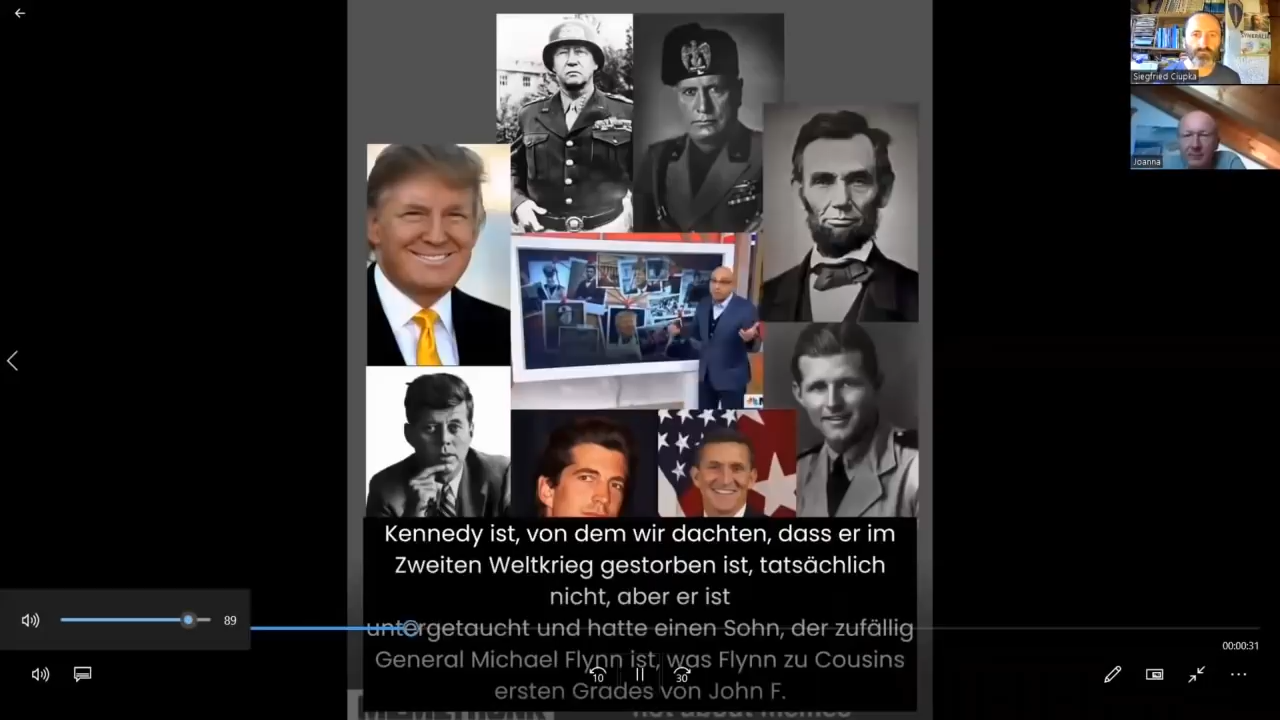 Siegfried Ciupka
Joanna
Kennedy ist, von dem wir dachten, dass er im
Zweiten Weltkrieg gestorben ist, tatsächlich
nicht, aber er ist
untergetaucht und hatte einen Sohn, der zufällig
General Michael Flynn ist, was Flynn zu Cousins
ersten Grades von John F.
89
00:00:31
10
30